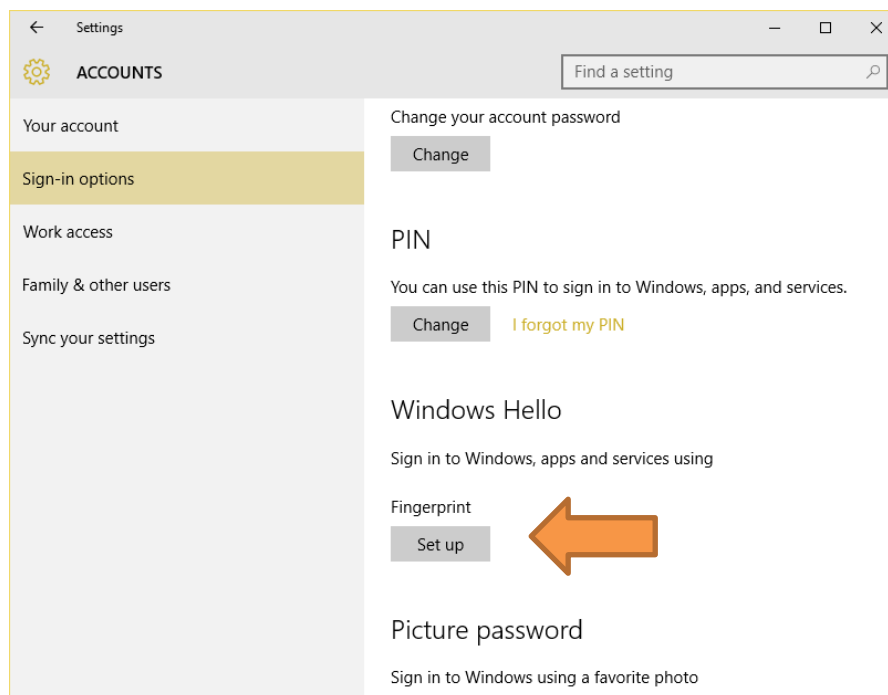 Settings
ACCOUNTS
Find a setting
Your account
Sign-in options
Work access
Family & other users
Sync your settings
Change your account password
Change
PIN
You can use this PIN to sign in to Windows, apps, and services.
Change I forgot my PIN
Windows Hello
Sign in to Windows, apps and services using
Fingerprint
Set up
Picture password
Sign in to Windows using a favorite photo